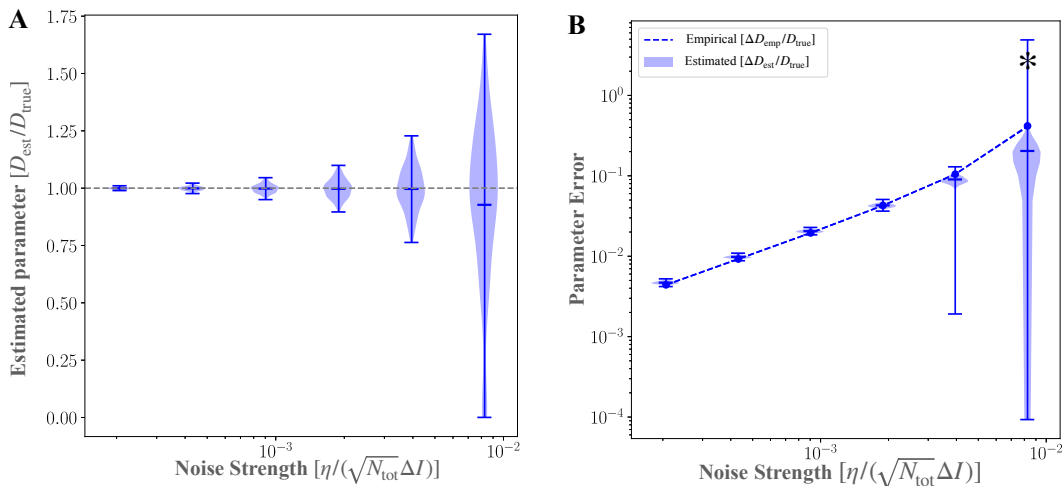 A
Estimated parameter [D_est/D_true]
1.75
1.50
1.25
1.00
0.75
0.50
0.25
0.00
10⁻³
10⁻²
Noise Strength [η/(√N_tot ΔI)]
B
Empirical [ΔD_emp/D_true]
Estimated [ΔD_est/D_true]
*
Parameter Error
10⁰
10⁻¹
10⁻²
10⁻³
10⁻⁴
10⁻³
10⁻²
Noise Strength [η/(√N_tot ΔI)]